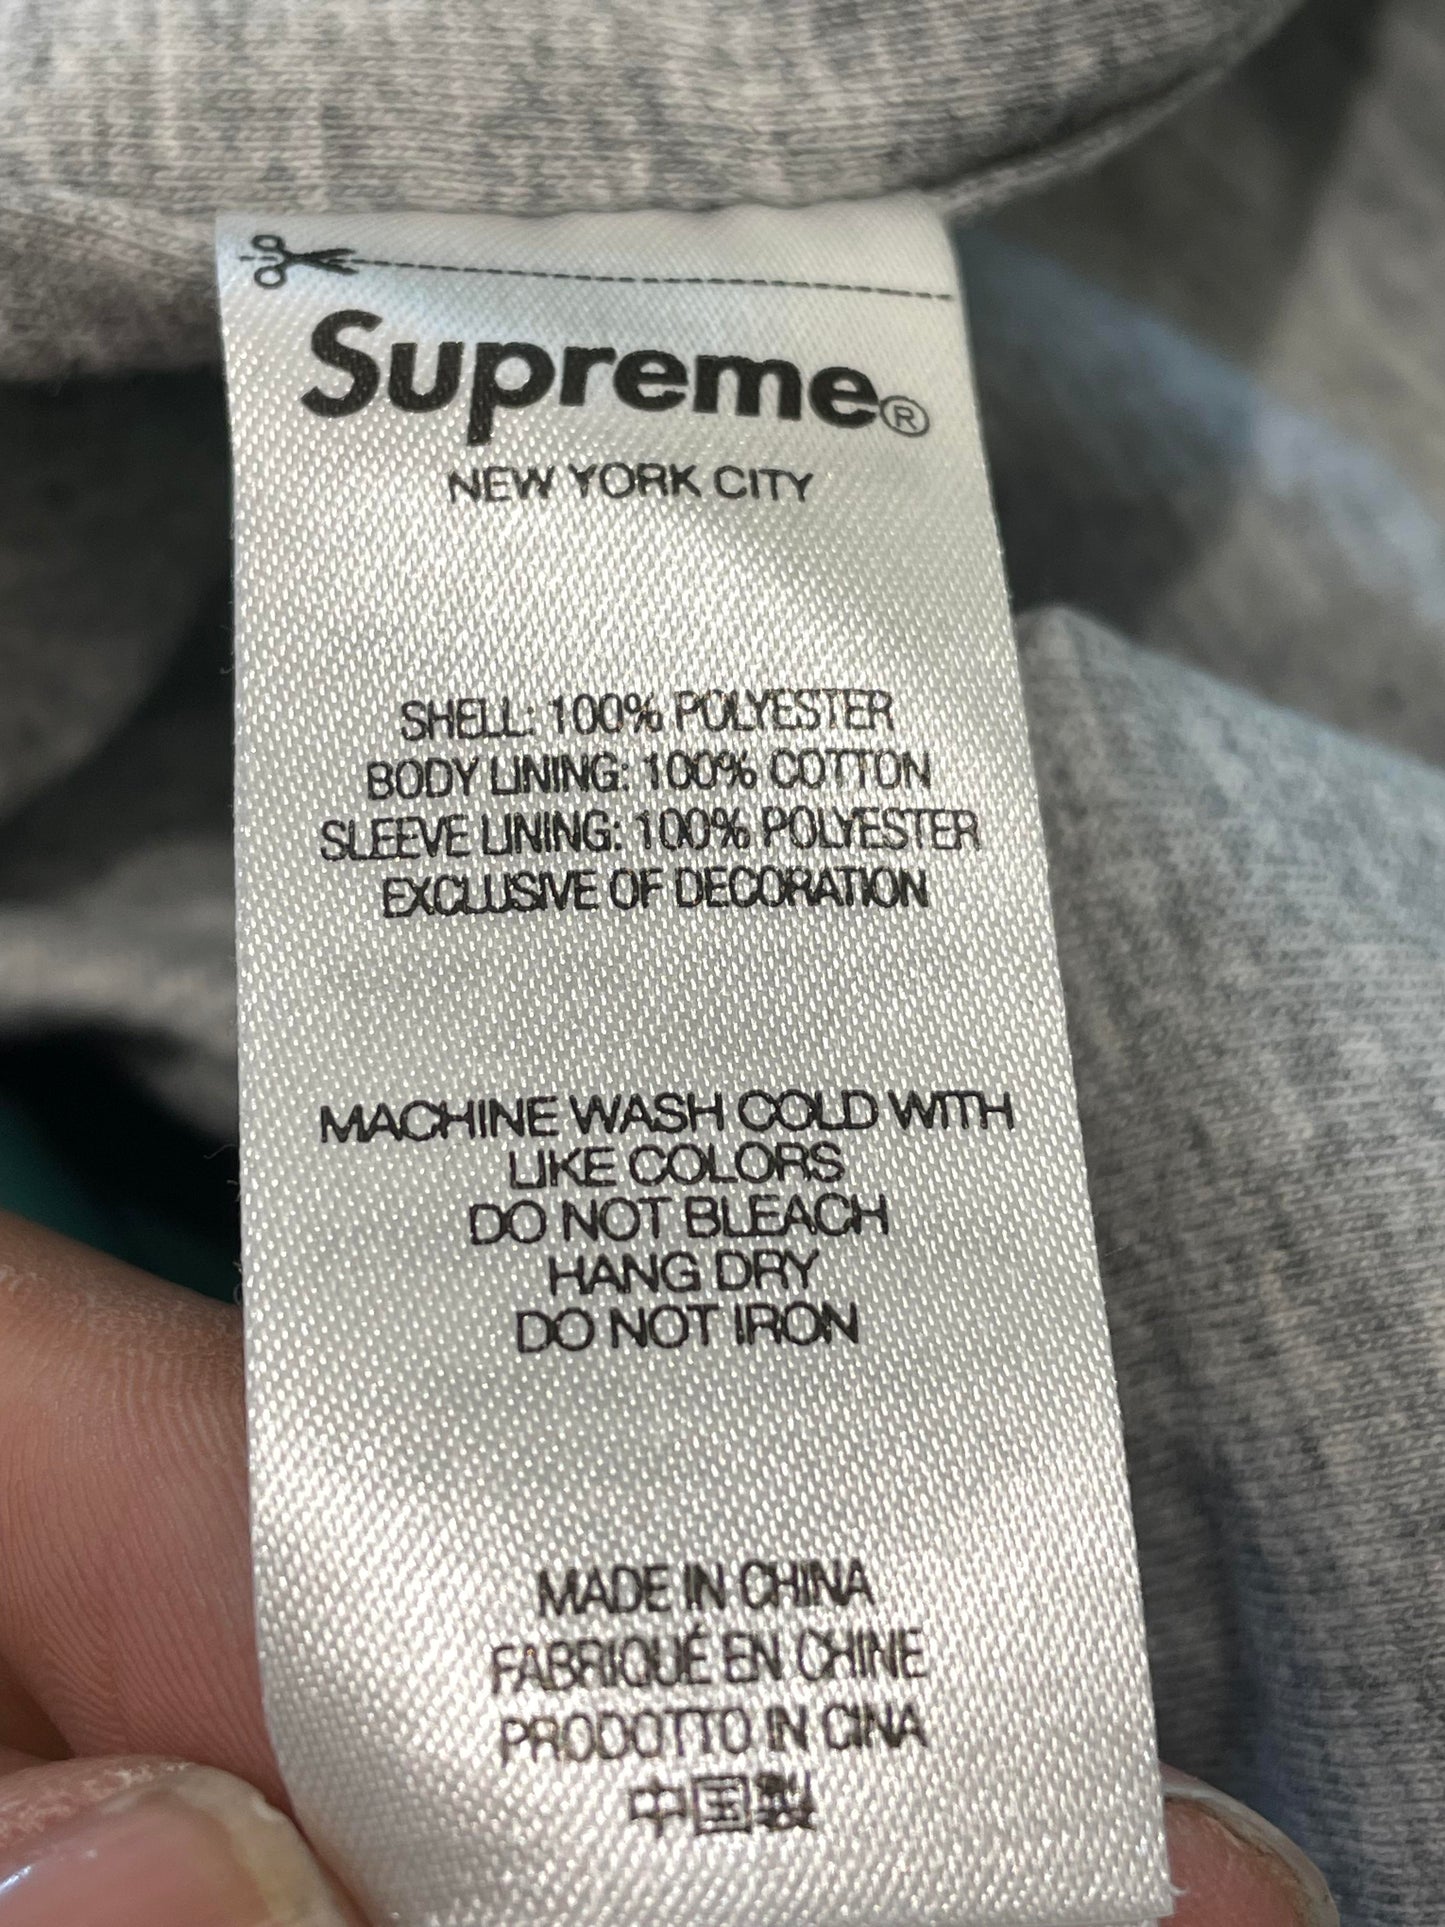 Supreme®
NEW YORK CITY
SHELL: 100% POLYESTER
BODY LINING: 100% COTTON
SLEEVE LINING: 100% POLYESTER
EXCLUSIVE OF DECORATION
MACHINE WASH COLD WITH
LIKE COLORS
DO NOT BLEACH
HANG DRY
DO NOT IRON
MADE IN CHINA
FABRIQUÉ EN CHINE
PRODOTTO IN CINA
中国製